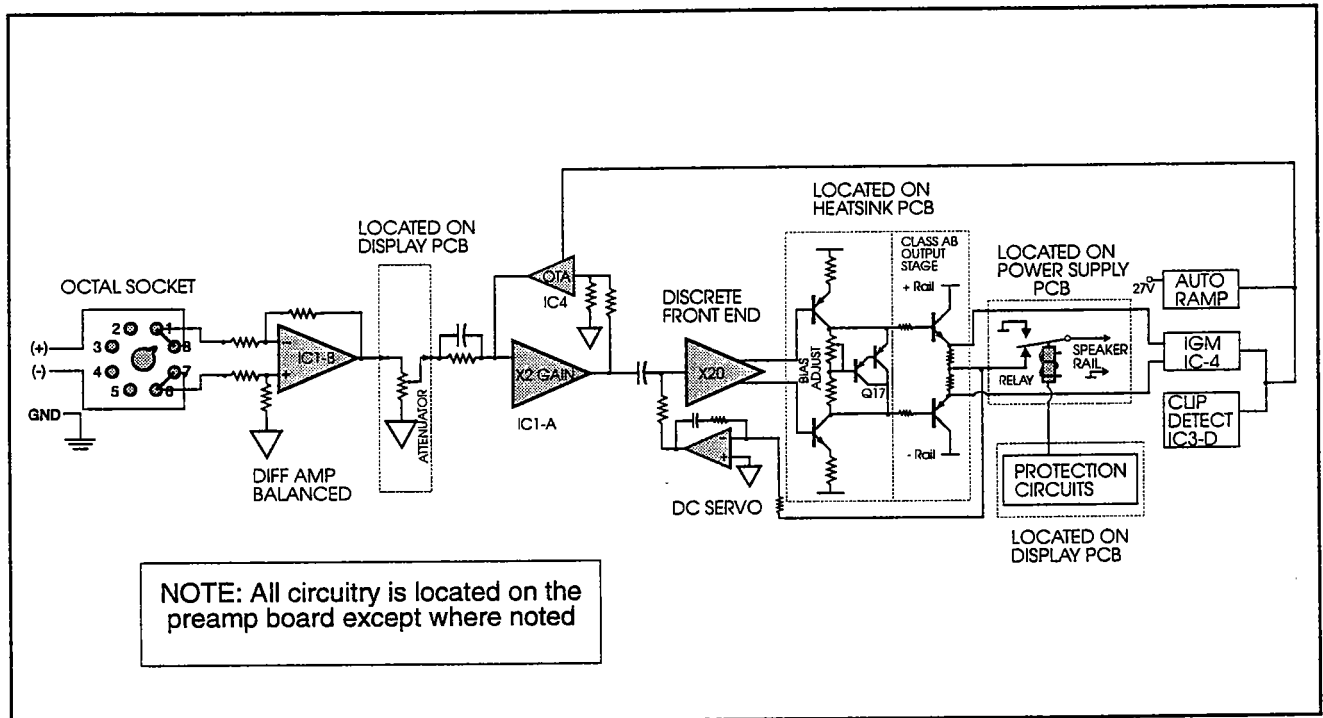 OCTAL SOCKET
2
1
3
8
4
7
5
6
(+)
(-)
GND
IC1-B
DIFF AMP
BALANCED
LOCATED ON
DISPLAY PCB
ATTENUATOR
OTA
IC4
X2 GAIN
IC1-A
DISCRETE
FRONT END
X20
DC SERVO
LOCATED ON
HEATSINK PCB
BIAS
ADJUST
Q17
CLASS AB
OUTPUT
STAGE
+ Rail
- Rail
LOCATED ON
POWER SUPPLY
PCB
SPEAKER
RAIL
RELAY
PROTECTION
CIRCUITS
LOCATED ON
DISPLAY PCB
27V
AUTO
RAMP
IGM
IC-4
CLIP
DETECT
IC3-D
NOTE: All circuitry is located on the
preamp board except where noted